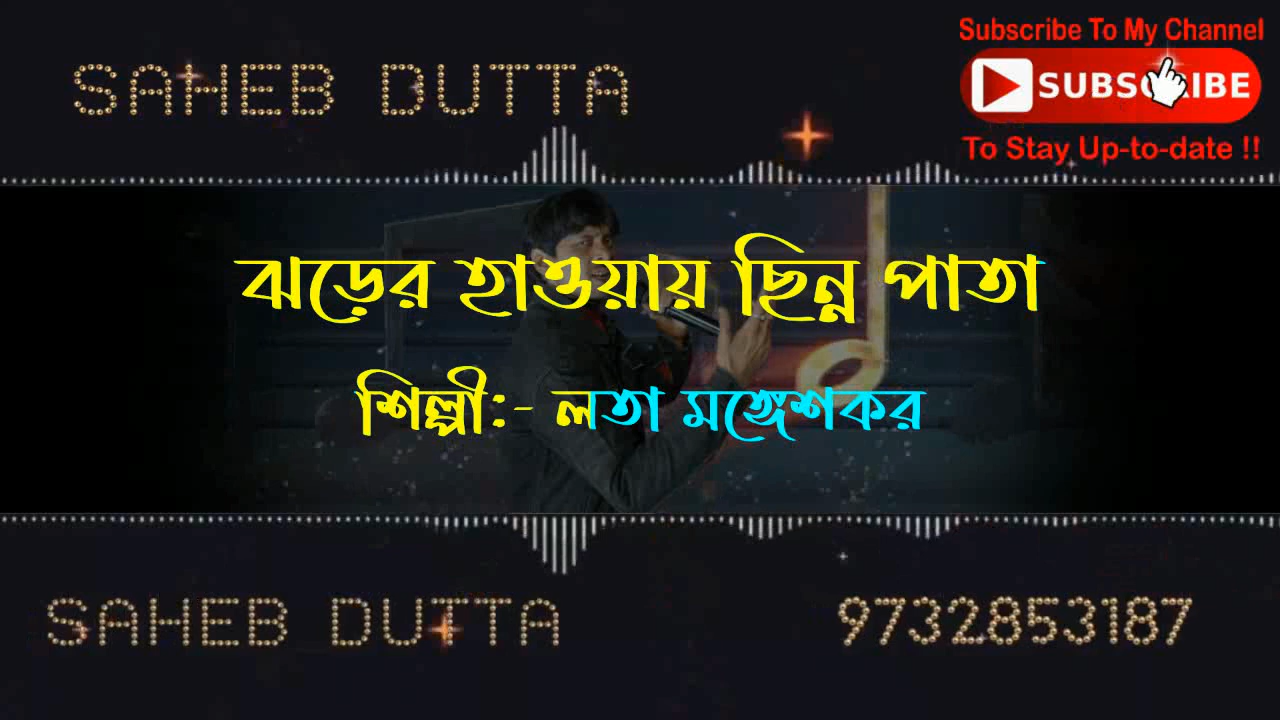 SAHEB DUTTA
Subscribe To My Channel
SUBSCRIBE
To Stay Up-to-date !!
ঝড়ের হাওয়ায় ছিন্ন পাতা
শিল্পী:- লতা মঙ্গেশকর
SAHEB DUTTA
9732853187